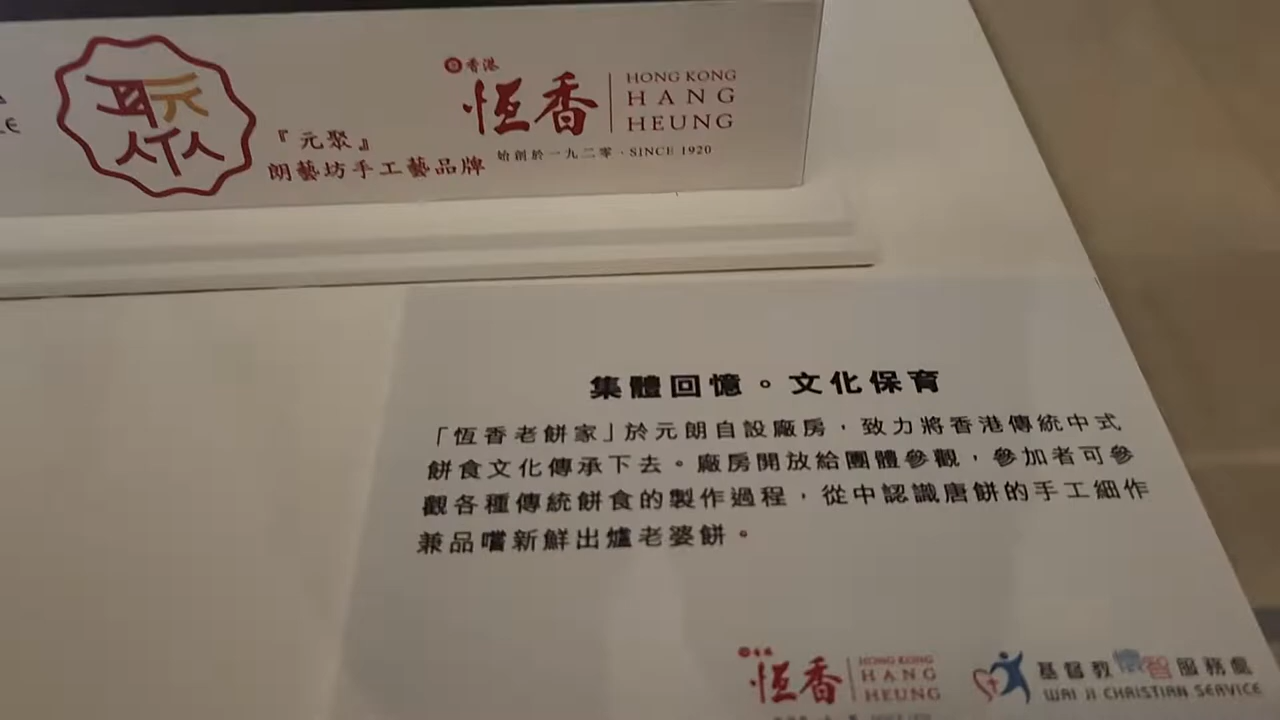 香港
恆香
HONG KONG
HANG
HEUNG
始創於一九二零·SINCE 1920
『元聚』
朗藝坊手工藝品牌
集體回憶。文化保育
「恆香老餅家」於元朗自設廠房，致力將香港傳統中式
餅食文化傳承下去。廠房開放給團體參觀，參加者可參
觀各種傳統餅食的製作過程，從中認識唐餅的手工細作
兼品嚐新鮮出爐老婆餅。
恆香
HONG KONG
HANG
HEUNG
基督教懷智服務處
WAI JI CHRISTIAN SERVICE